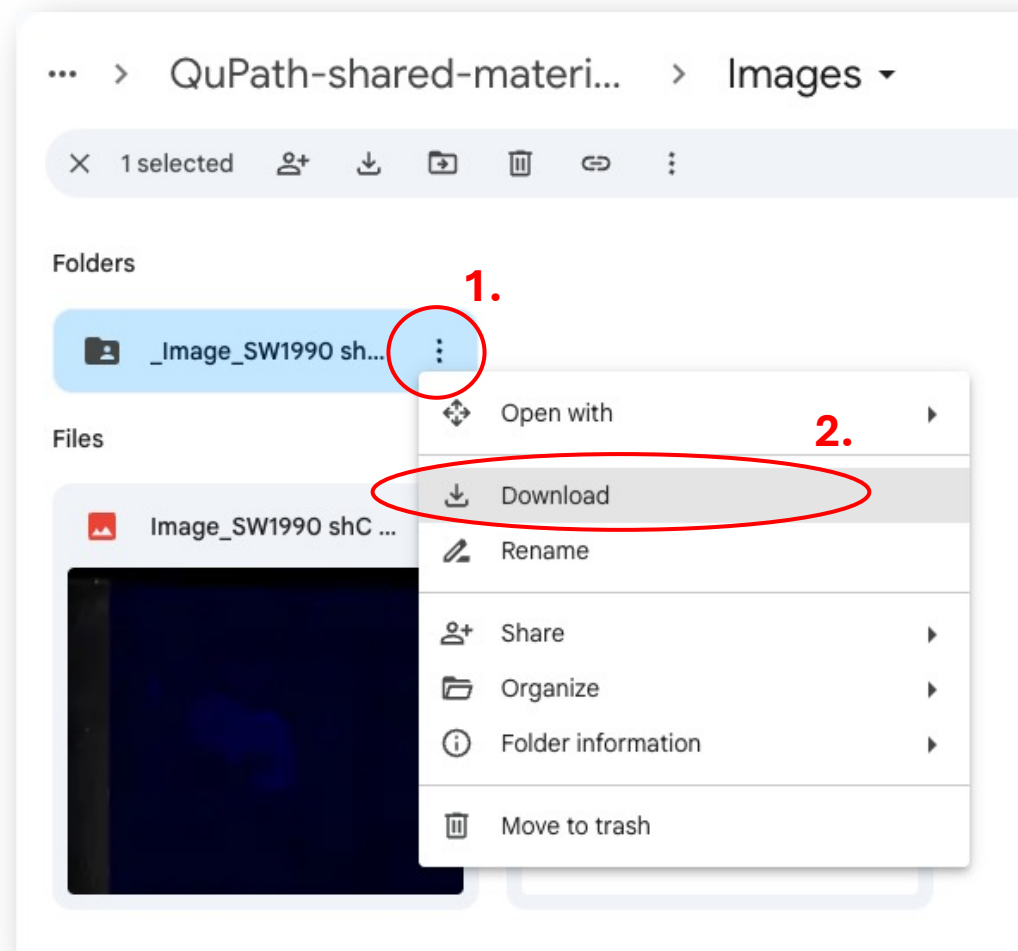 ... > QuPath-shared-materi... > Images
1 selected
Folders
1.
_Image_SW1990 sh...
Open with
Files
2.
Download
Image_SW1990 shC ...
Rename
Share
Organize
Folder information
Move to trash